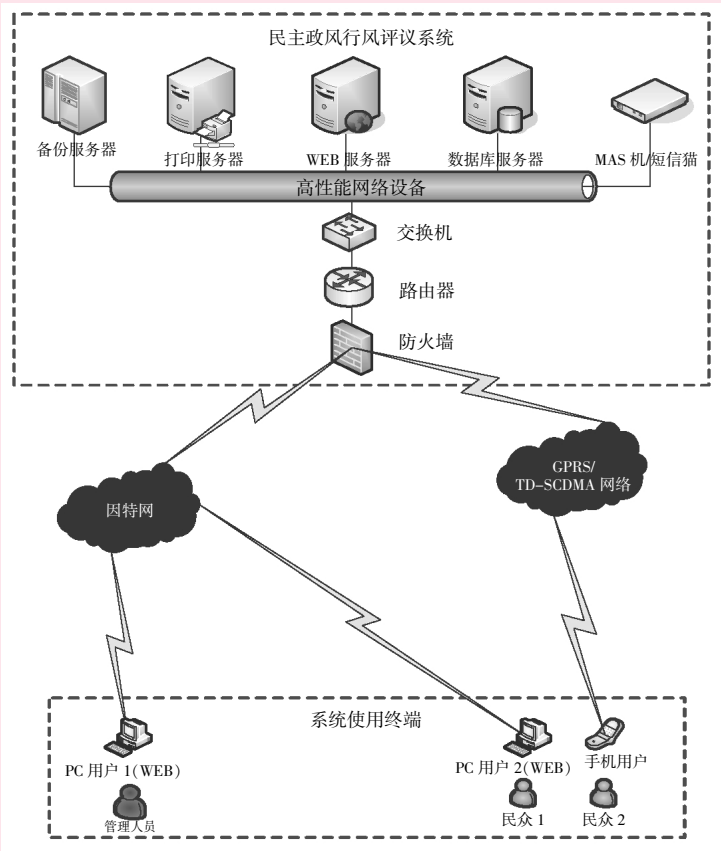 民主政风行风评议系统
备份服务器
打印服务器
WEB 服务器
数据库服务器
MAS 机/短信猫
高性能网络设备
交换机
路由器
防火墙
因特网
GPRS/
TD-SCDMA 网络
系统使用终端
PC 用户 1(WEB)
PC 用户 2(WEB)
手机用户
管理人员
民众 1
民众 2